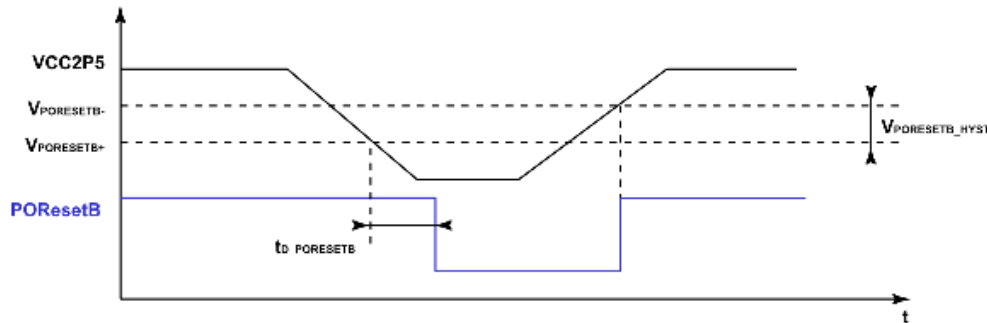 VCC2P5
VPORESETB-
VPORESETB_HYST
VPORESETB+
POResetB
tD PORESETB
t